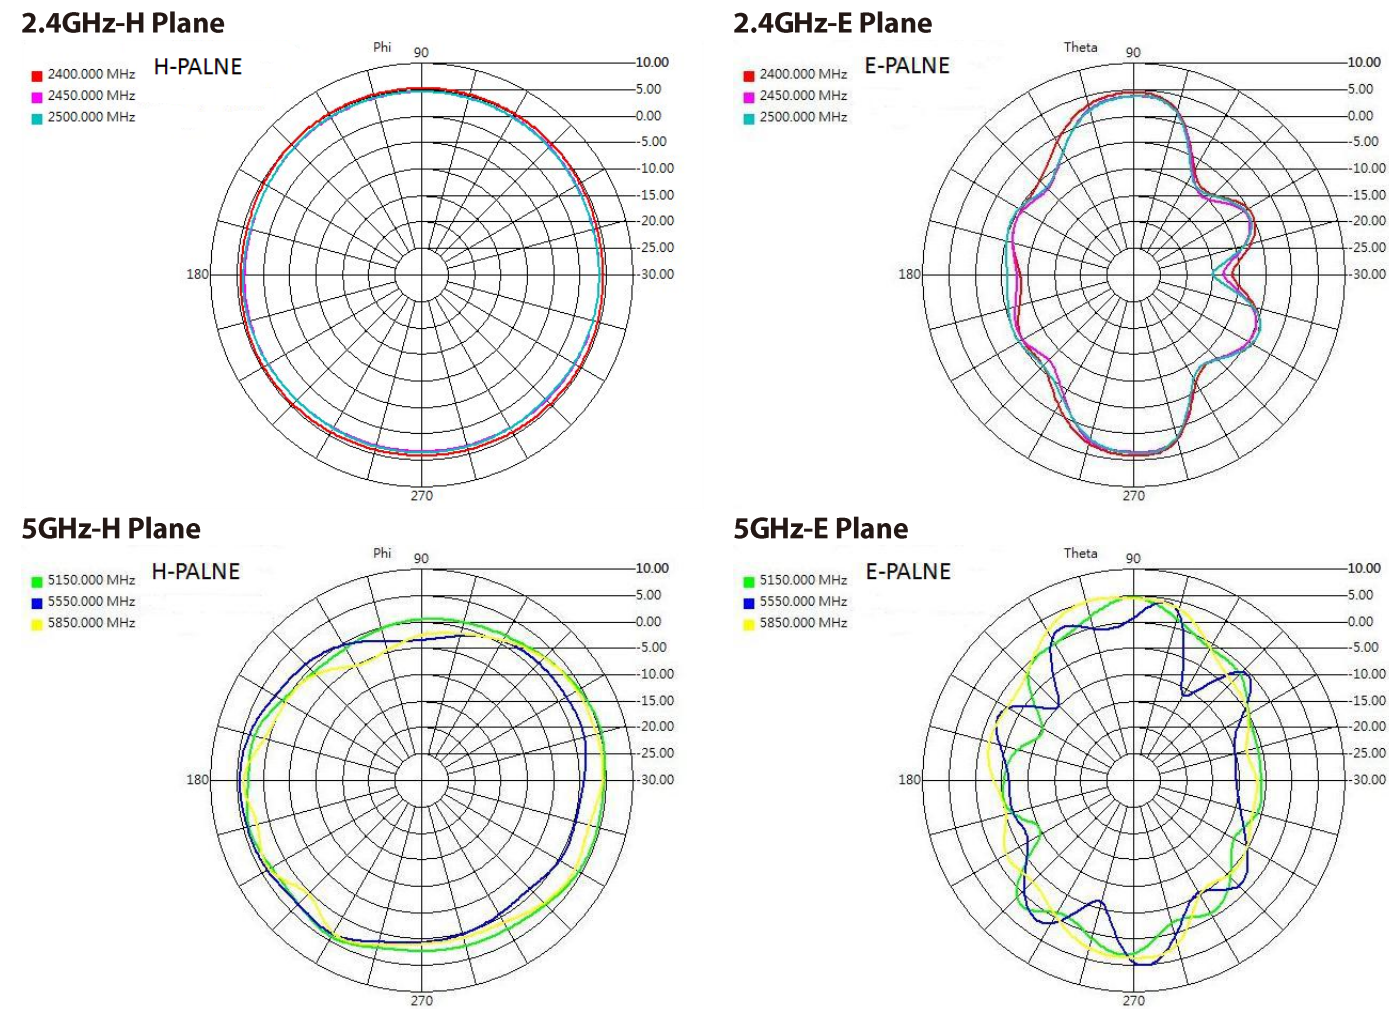 2.4GHz-H Plane
Phi
90
H-PALNE
2400.000 MHz
2450.000 MHz
2500.000 MHz
10.00
5.00
0.00
-5.00
-10.00
-15.00
-20.00
-25.00
-30.00
180
270
2.4GHz-E Plane
Theta
90
E-PALNE
2400.000 MHz
2450.000 MHz
2500.000 MHz
10.00
5.00
0.00
-5.00
-10.00
-15.00
-20.00
-25.00
-30.00
180
270
5GHz-H Plane
Phi
90
H-PALNE
5150.000 MHz
5550.000 MHz
5850.000 MHz
10.00
5.00
0.00
-5.00
-10.00
-15.00
-20.00
-25.00
-30.00
180
270
5GHz-E Plane
Theta
90
E-PALNE
5150.000 MHz
5550.000 MHz
5850.000 MHz
10.00
5.00
0.00
-5.00
-10.00
-15.00
-20.00
-25.00
-30.00
180
270